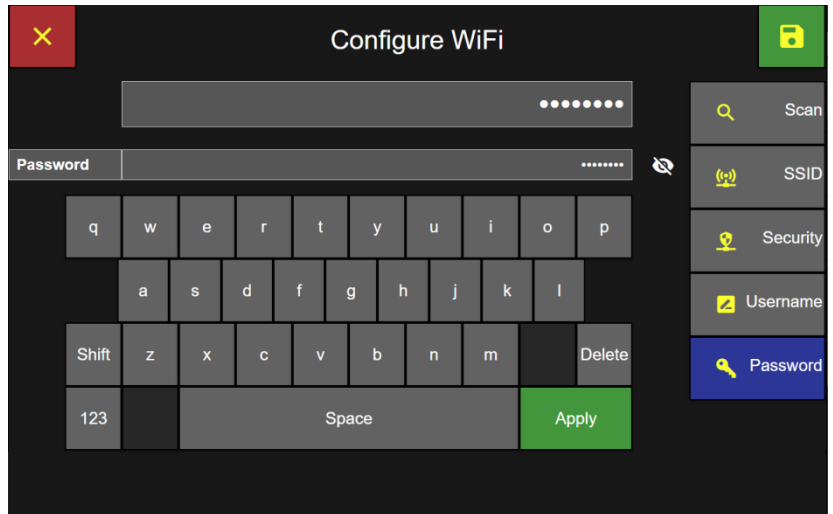 Configure WiFi
••••••••
Scan
Password ••••••••
SSID
q w e r t y u i o p
Security
a s d f g h j k l
Username
Shift z x c v b n m Delete
Password
123 Space Apply